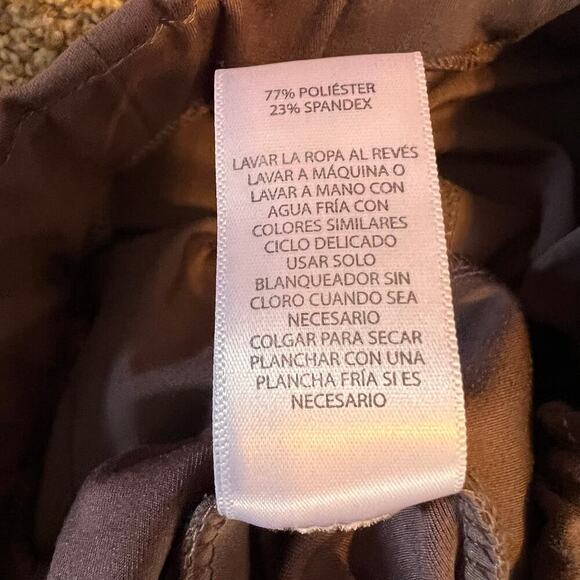 77% POLIÉSTER
23% SPANDEX
LAVAR LA ROPA AL REVÉS
LAVAR A MÁQUINA O
LAVAR A MANO CON
AGUA FRÍA CON
COLORES SIMILARES
CICLO DELICADO
USAR SOLO
BLANQUEADOR SIN
CLORO CUANDO SEA
NECESARIO
COLGAR PARA SECAR
PLANCHAR CON UNA
PLANCHA FRÍA SI ES
NECESARIO